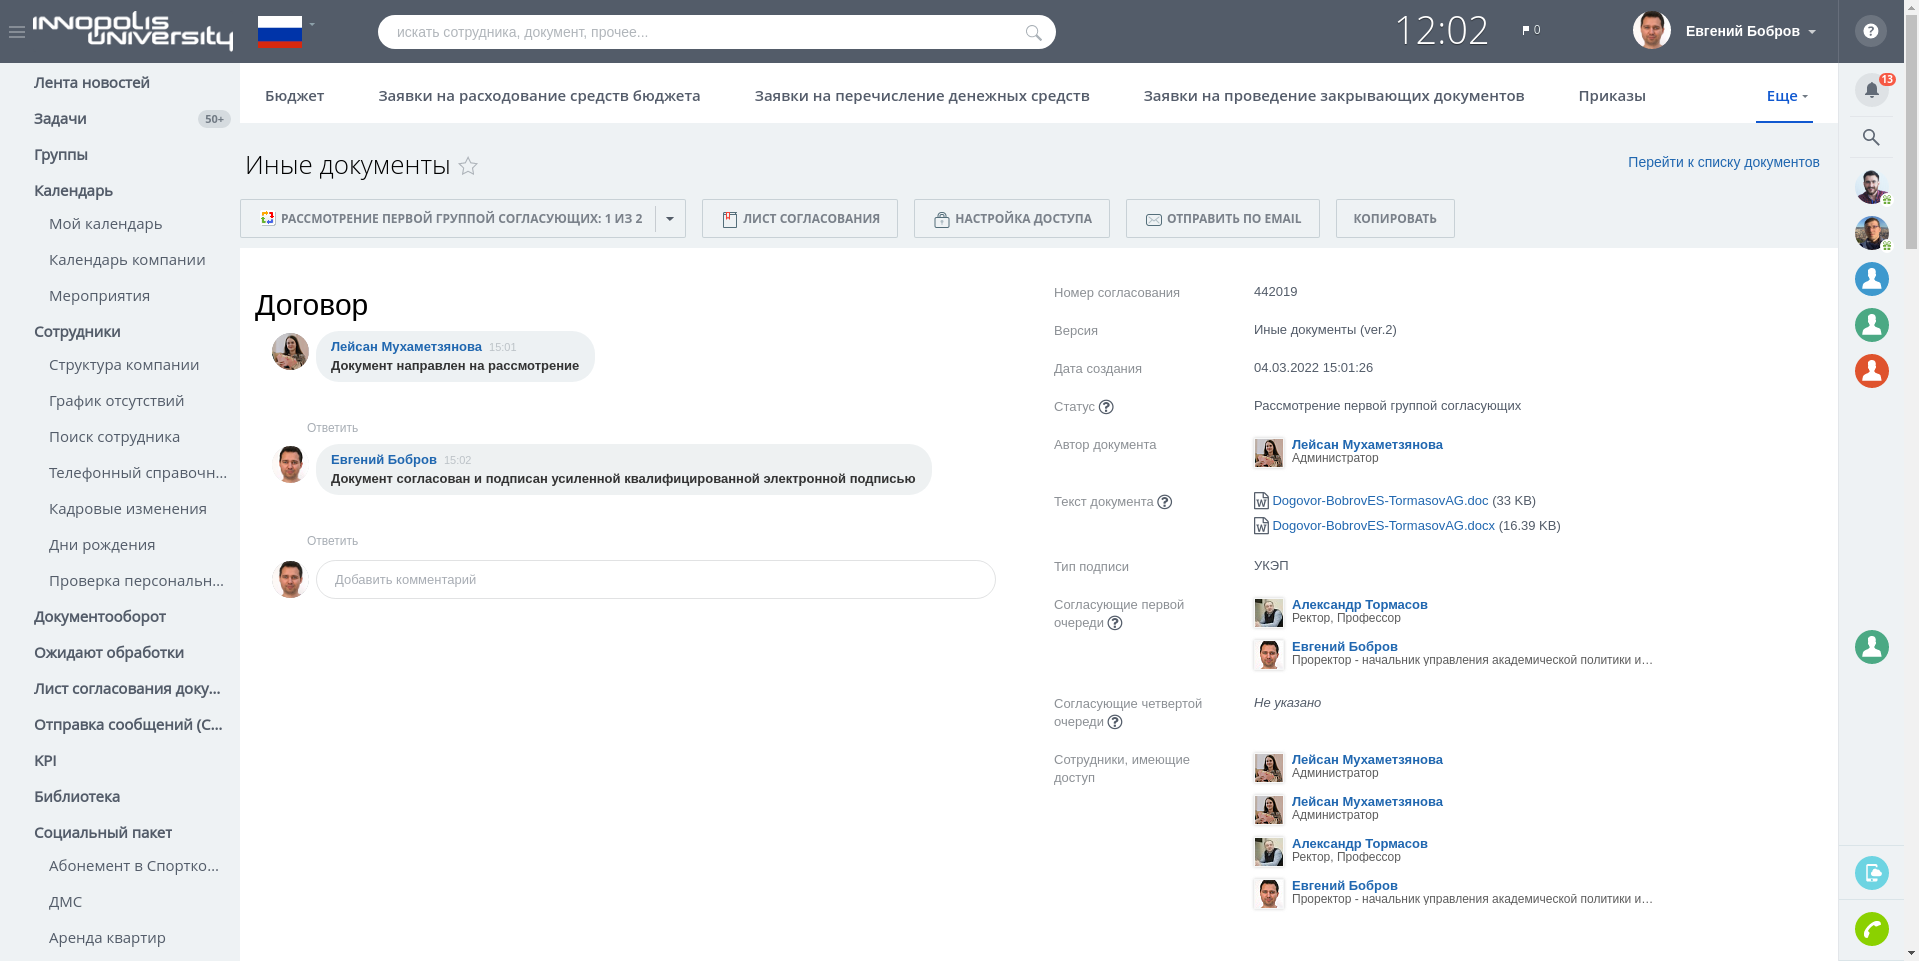 INNOPOLIS
UNIVERSITY
искать сотрудника, документ, прочее...
12:02
0
Евгений Бобров
?
13
Лента новостей
Задачи
50+
Группы
Календарь
Мой календарь
Календарь компании
Мероприятия
Сотрудники
Структура компании
График отсутствий
Поиск сотрудника
Телефонный справочн...
Кадровые изменения
Дни рождения
Проверка персональн...
Документооборот
Ожидают обработки
Лист согласования доку...
Отправка сообщений (С...
KPI
Библиотека
Социальный пакет
Абонемент в Спортко...
ДМС
Аренда квартир
Бюджет
Заявки на расходование средств бюджета
Заявки на перечисление денежных средств
Заявки на проведение закрывающих документов
Приказы
Еще
Иные документы
Перейти к списку документов
РАССМОТРЕНИЕ ПЕРВОЙ ГРУППОЙ СОГЛАСУЮЩИХ: 1 ИЗ 2
ЛИСТ СОГЛАСОВАНИЯ
НАСТРОЙКА ДОСТУПА
ОТПРАВИТЬ ПО EMAIL
КОПИРОВАТЬ
Договор
Лейсан Мухаметзянова 15:01
Документ направлен на рассмотрение
Ответить
Евгений Бобров 15:02
Документ согласован и подписан усиленной квалифицированной электронной подписью
Ответить
Добавить комментарий
Номер согласования
442019
Версия
Иные документы (ver.2)
Дата создания
04.03.2022 15:01:26
Статус ?
Рассмотрение первой группой согласующих
Автор документа
Лейсан Мухаметзянова
Администратор
Текст документа ?
Dogovor-BobrovES-TormasovAG.doc (33 KB)
Dogovor-BobrovES-TormasovAG.docx (16.39 KB)
Тип подписи
УКЭП
Согласующие первой
очереди ?
Александр Тормасов
Ректор, Профессор
Евгений Бобров
Проректор - начальник управления академической политики и…
Согласующие четвертой
очереди ?
Не указано
Сотрудники, имеющие
доступ
Лейсан Мухаметзянова
Администратор
Лейсан Мухаметзянова
Администратор
Александр Тормасов
Ректор, Профессор
Евгений Бобров
Проректор - начальник управления академической политики и…